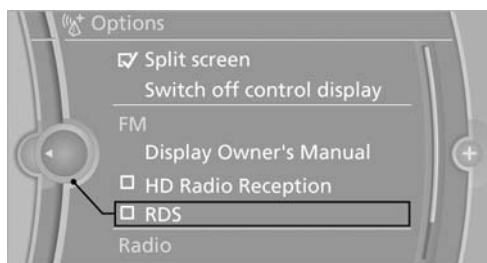 Options
Split screen
Switch off control display
FM
Display Owner's Manual
HD Radio Reception
RDS
Radio